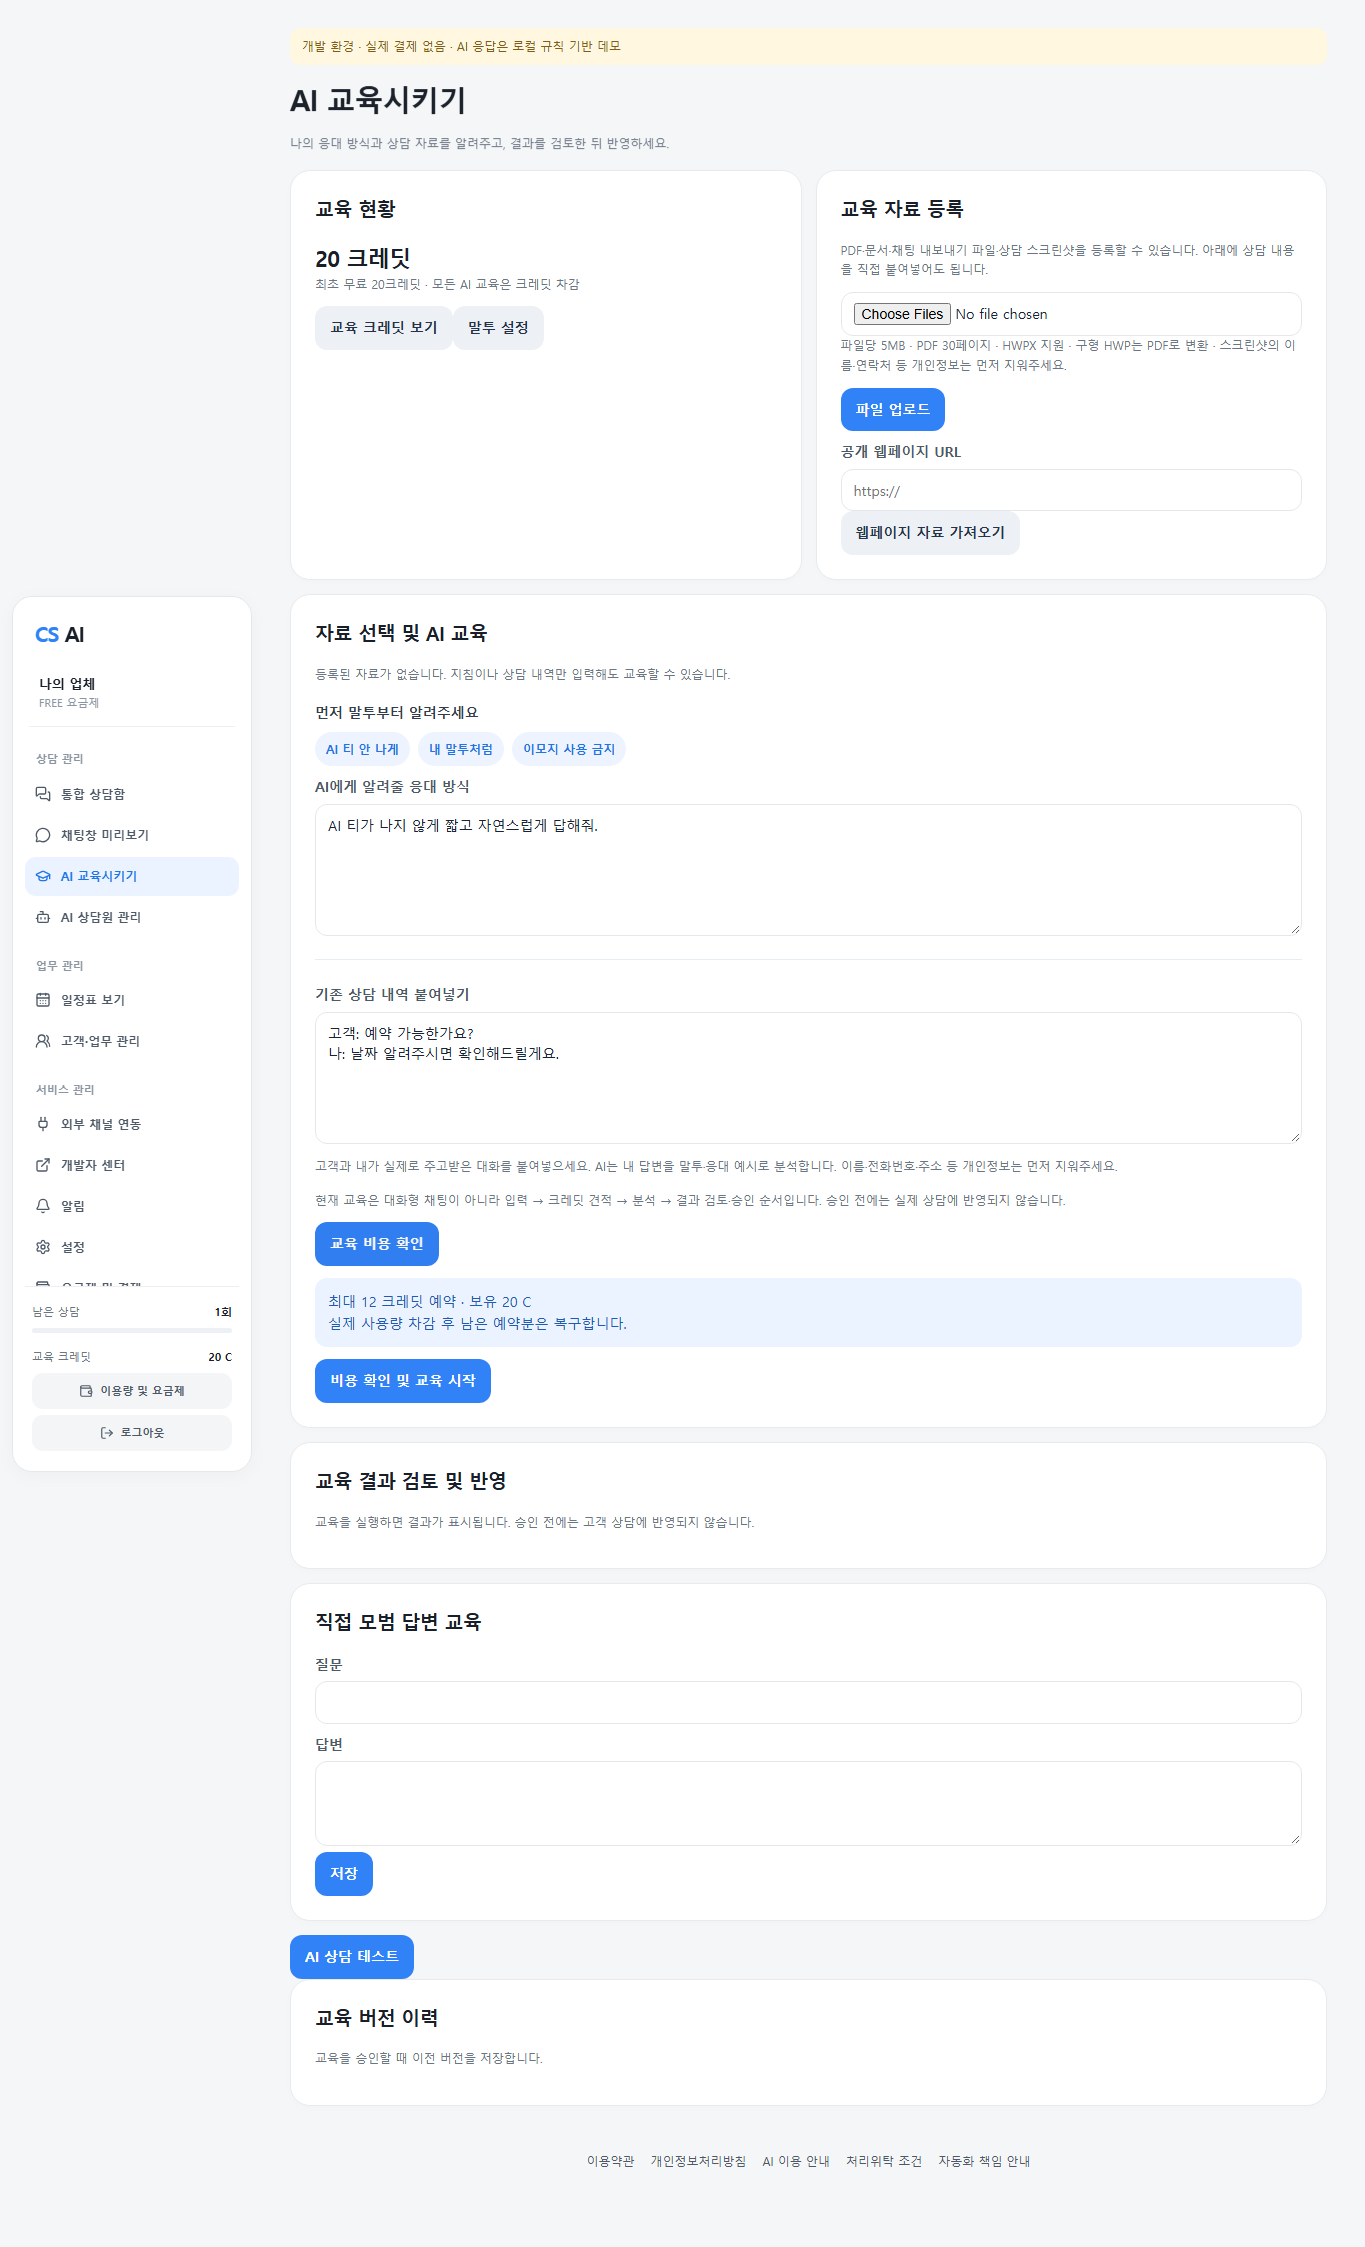 개발 환경 · 실제 결제 없음 · AI 응답은 로컬 규칙 기반 데모
AI 교육시키기
나의 응대 방식과 상담 자료를 알려주고, 결과를 검토한 뒤 반영하세요.
교육 현황
20 크레딧
최초 무료 20크레딧 · 모든 AI 교육은 크레딧 차감
교육 크레딧 보기
말투 설정
교육 자료 등록
PDF·문서·채팅 내보내기 파일·상담 스크린샷을 등록할 수 있습니다. 아래에 상담 내용
을 직접 붙여넣어도 됩니다.
Choose Files No file chosen
파일당 5MB · PDF 30페이지 · HWPX 지원 · 구형 HWP는 PDF로 변환 · 스크린샷의 이
름·연락처 등 개인정보는 먼저 지워주세요.
파일 업로드
공개 웹페이지 URL
https://
웹페이지 자료 가져오기
CS AI
나의 업체
FREE 요금제
상담 관리
통합 상담함
채팅창 미리보기
AI 교육시키기
AI 상담원 관리
업무 관리
일정표 보기
고객·업무 관리
서비스 관리
외부 채널 연동
개발자 센터
알림
설정
남은 상담 1회
교육 크레딧 20 C
이용량 및 요금제
로그아웃
자료 선택 및 AI 교육
등록된 자료가 없습니다. 지침이나 상담 내역만 입력해도 교육할 수 있습니다.
먼저 말투부터 알려주세요
AI 티 안 나게
내 말투처럼
이모지 사용 금지
AI에게 알려줄 응대 방식
AI 티가 나지 않게 짧고 자연스럽게 답해줘.
기존 상담 내역 붙여넣기
고객: 예약 가능한가요?
나: 날짜 알려주시면 확인해드릴게요.
고객과 내가 실제로 주고받은 대화를 붙여넣으세요. AI는 내 답변을 말투·응대 예시로 분석합니다. 이름·전화번호·주소 등 개인정보는 먼저 지워주세요.
현재 교육은 대화형 채팅이 아니라 입력 → 크레딧 견적 → 분석 → 결과 검토·승인 순서입니다. 승인 전에는 실제 상담에 반영되지 않습니다.
교육 비용 확인
최대 12 크레딧 예약 · 보유 20 C
실제 사용량 차감 후 남은 예약분은 복구합니다.
비용 확인 및 교육 시작
교육 결과 검토 및 반영
교육을 실행하면 결과가 표시됩니다. 승인 전에는 고객 상담에 반영되지 않습니다.
직접 모범 답변 교육
질문
답변
저장
AI 상담 테스트
교육 버전 이력
교육을 승인할 때 이전 버전을 저장합니다.
이용약관
개인정보처리방침
AI 이용 안내
처리위탁 조건
자동화 책임 안내